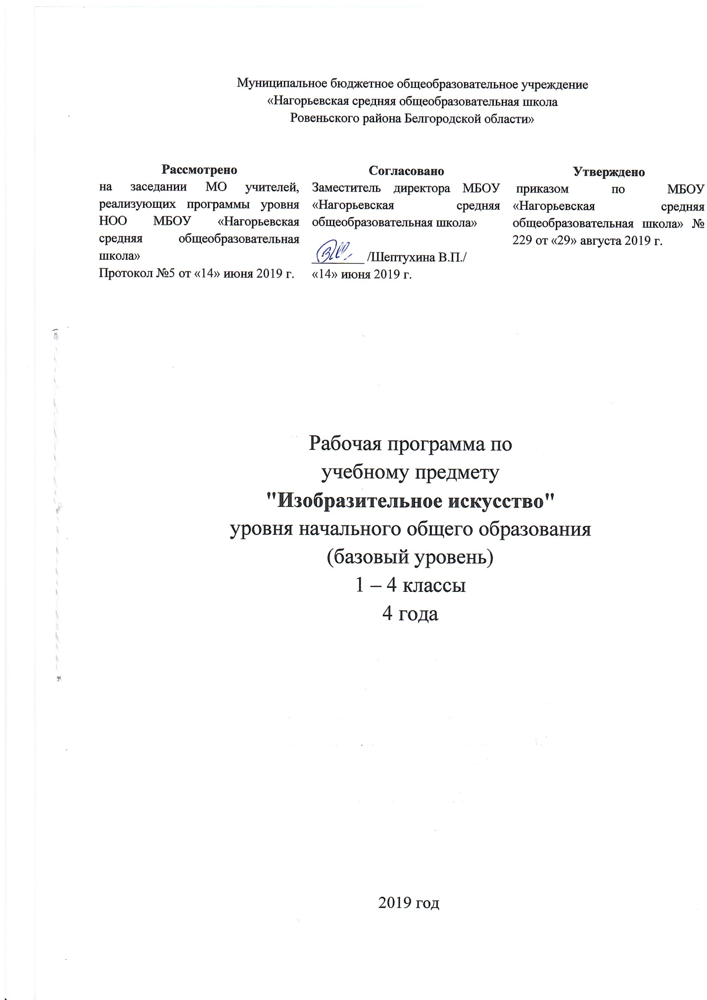 Муниципальное бюджетное общеобразовательное учреждение
«Нагорьевская средняя общеобразовательная школа
Ровеньского района Белгородской области»
Рассмотрено
на заседании МО учителей,
реализующих программы уровня
НОО МБОУ «Нагорьевская
средняя общеобразовательная
школа»
Протокол №5 от «14» июня 2019 г.
Согласовано
Заместитель директора МБОУ
«Нагорьевская средняя
общеобразовательная школа»
/Шептухина В.П./
«14» июня 2019 г.
Утверждено
приказом по МБОУ
«Нагорьевская средняя
общеобразовательная школа» №
229 от «29» августа 2019 г.
Рабочая программа по
учебному предмету
"Изобразительное искусство"
уровня начального общего образования
(базовый уровень)
1 – 4 классы
4 года
2019 год